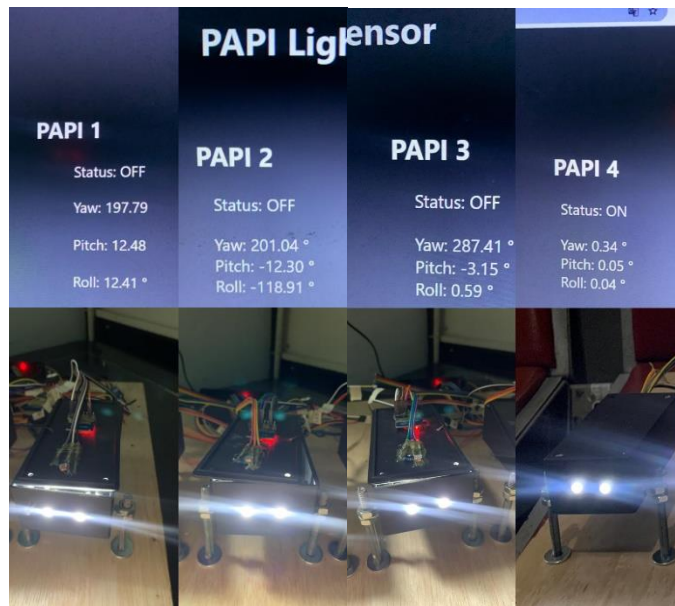 PAPI 1
Status: OFF
Yaw: 197.79
Pitch: 12.48
Roll: 12.41 °
PAPI Lig
PAPI 2
Status: OFF
Yaw: 201.04 °
Pitch: -12.30 °
Roll: -118.91 °
ensor
PAPI 3
Status: OFF
Yaw: 287.41 °
Pitch: -3.15 °
Roll: 0.59 °
PAPI 4
Status: ON
Yaw: 0.34 °
Pitch: 0.05 °
Roll: 0.04 °